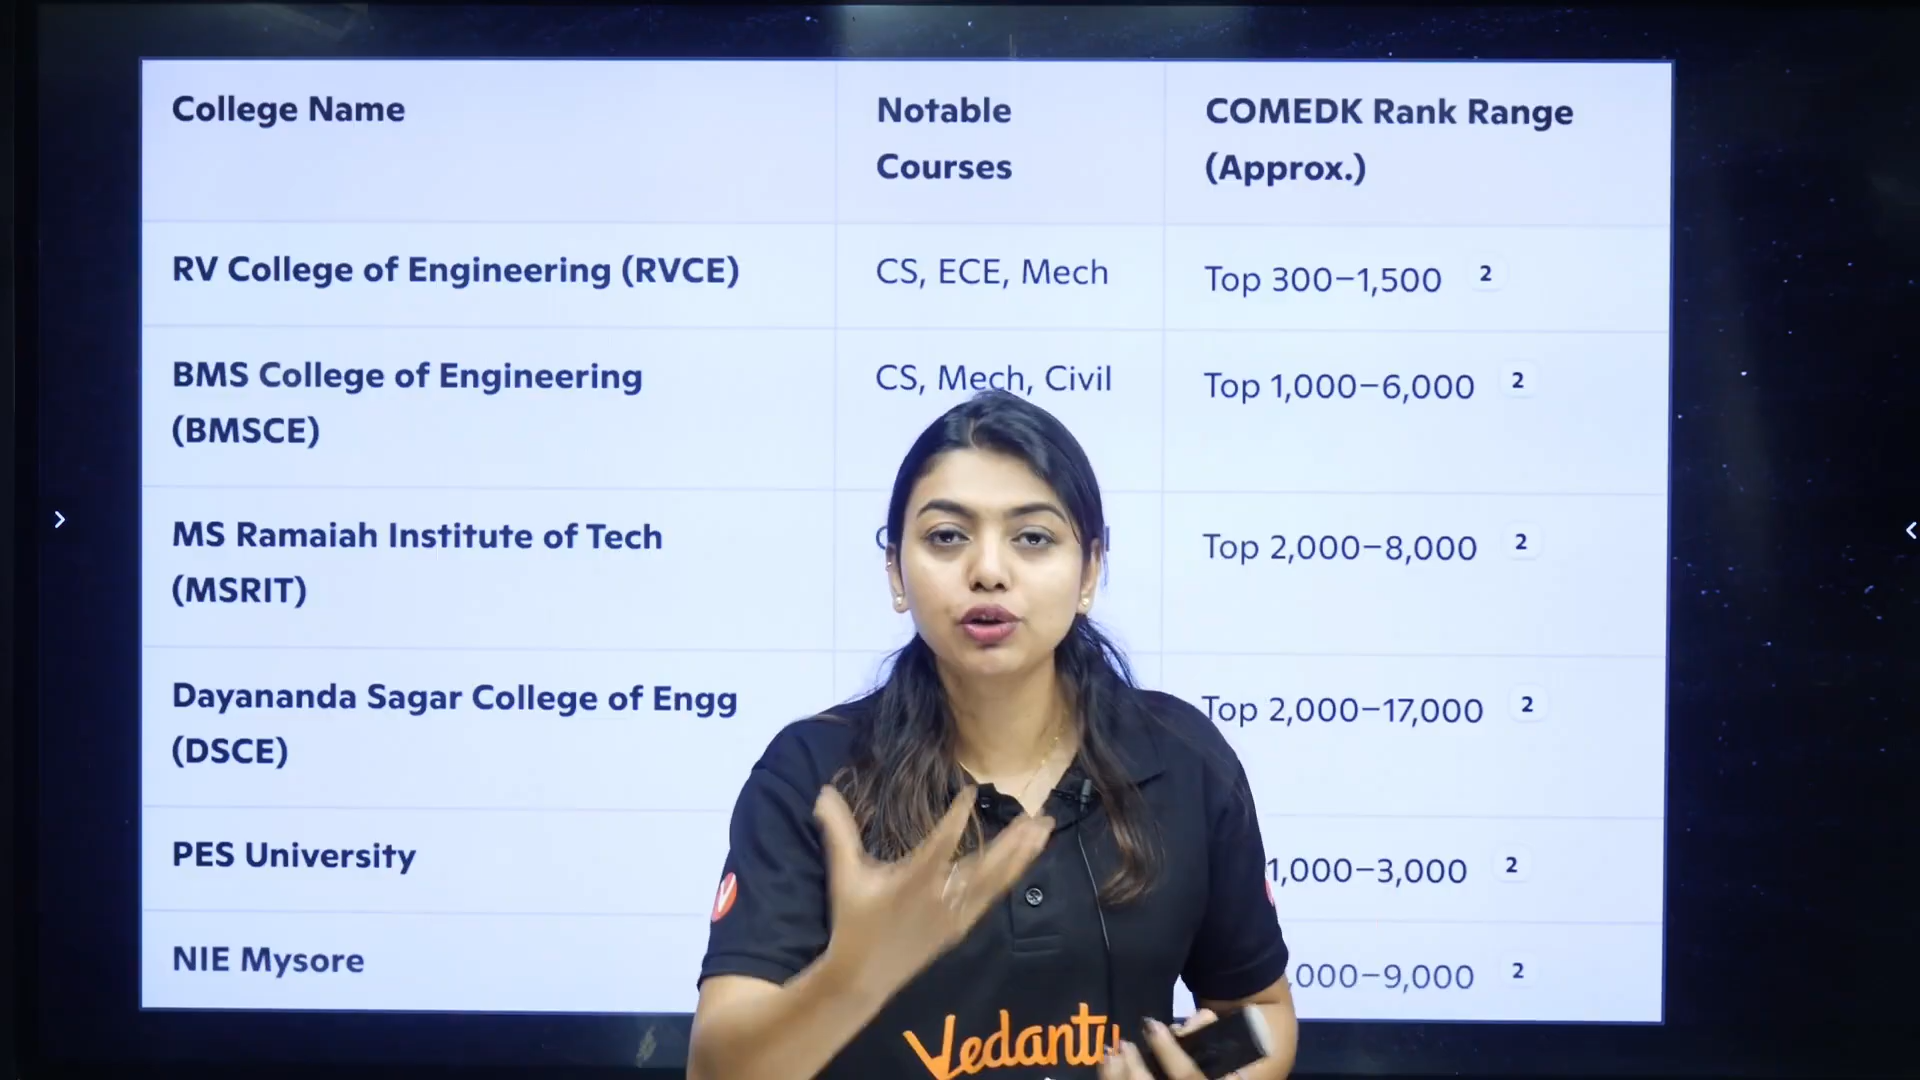 College Name
Notable
Courses
COMEDK Rank Range
(Approx.)
RV College of Engineering (RVCE)
CS, ECE, Mech
Top 300–1,500 2
BMS College of Engineering
(BMSCE)
CS, Mech, Civil
Top 1,000–6,000 2
MS Ramaiah Institute of Tech
(MSRIT)
Top 2,000–8,000 2
Dayananda Sagar College of Engg
(DSCE)
Top 2,000–17,000 2
PES University
1,000–3,000 2
NIE Mysore
,000–9,000 2
Vedantu